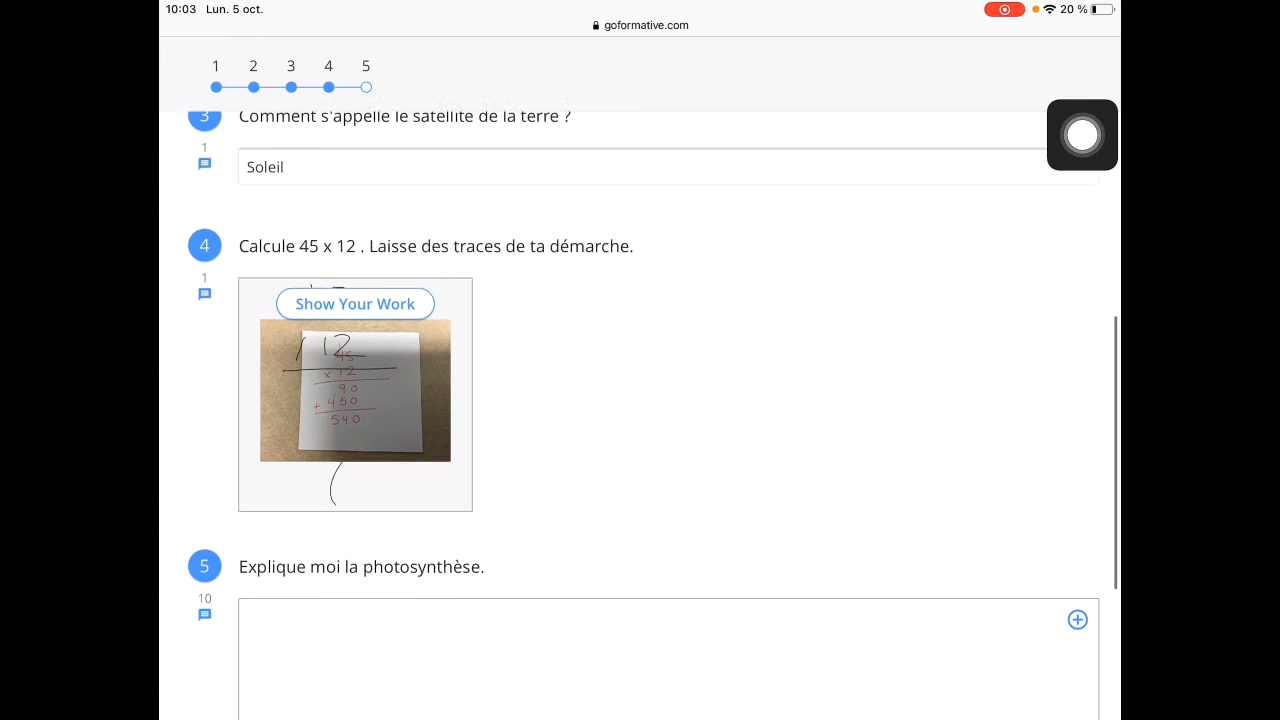 10:03 Lun. 5 oct.
20 %
goformative.com
1 2 3 4 5
3 Comment s'appelle le satellite de la terre ?
1
Soleil
4 Calcule 45 x 12 . Laisse des traces de ta démarche.
1
Show Your Work
12
45
x 12
90
+ 450
540
5 Explique moi la photosynthèse.
10